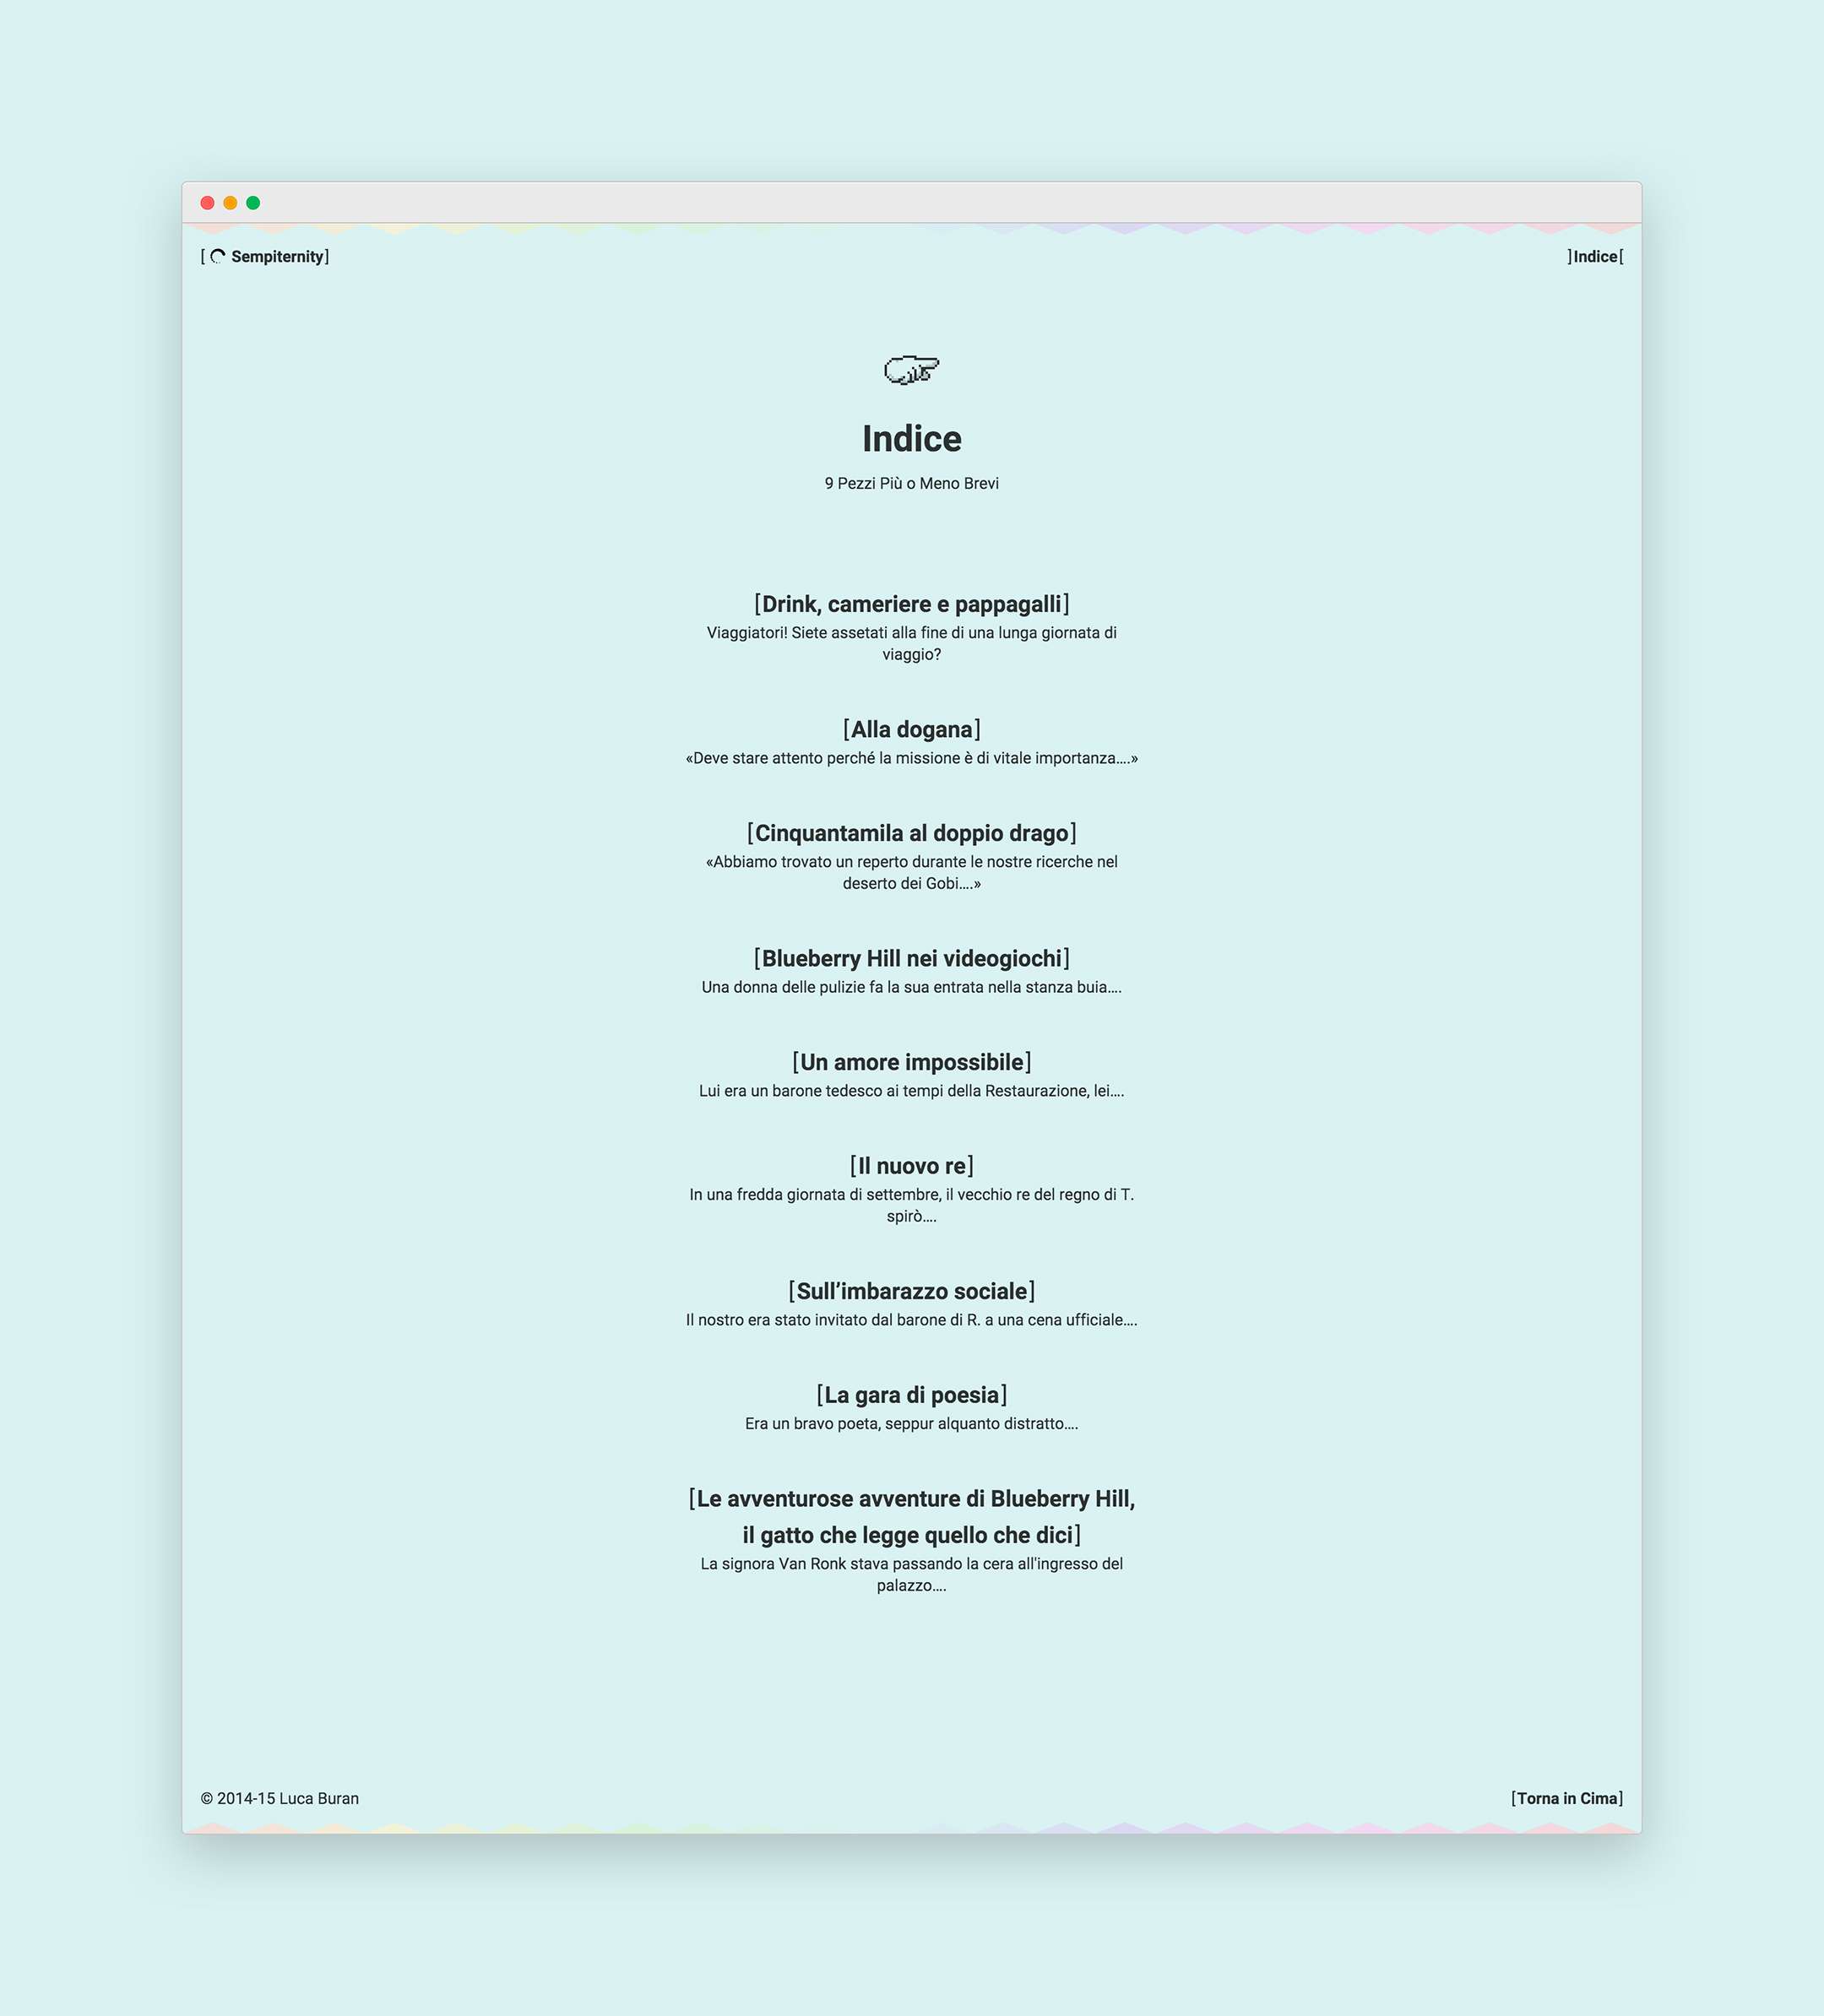 [ Sempiternity]
]Indice[
Indice
9 Pezzi Più o Meno Brevi
[Drink, cameriere e pappagalli]
Viaggiatori! Siete assetati alla fine di una lunga giornata di
viaggio?
[Alla dogana]
«Deve stare attento perché la missione è di vitale importanza….»
[Cinquantamila al doppio drago]
«Abbiamo trovato un reperto durante le nostre ricerche nel
deserto dei Gobi….»
[Blueberry Hill nei videogiochi]
Una donna delle pulizie fa la sua entrata nella stanza buia….
[Un amore impossibile]
Lui era un barone tedesco ai tempi della Restaurazione, lei….
[Il nuovo re]
In una fredda giornata di settembre, il vecchio re del regno di T.
spirò….
[Sull’imbarazzo sociale]
Il nostro era stato invitato dal barone di R. a una cena ufficiale….
[La gara di poesia]
Era un bravo poeta, seppur alquanto distratto….
[Le avventurose avventure di Blueberry Hill,
il gatto che legge quello che dici]
La signora Van Ronk stava passando la cera all'ingresso del
palazzo….
© 2014-15 Luca Buran
[Torna in Cima]